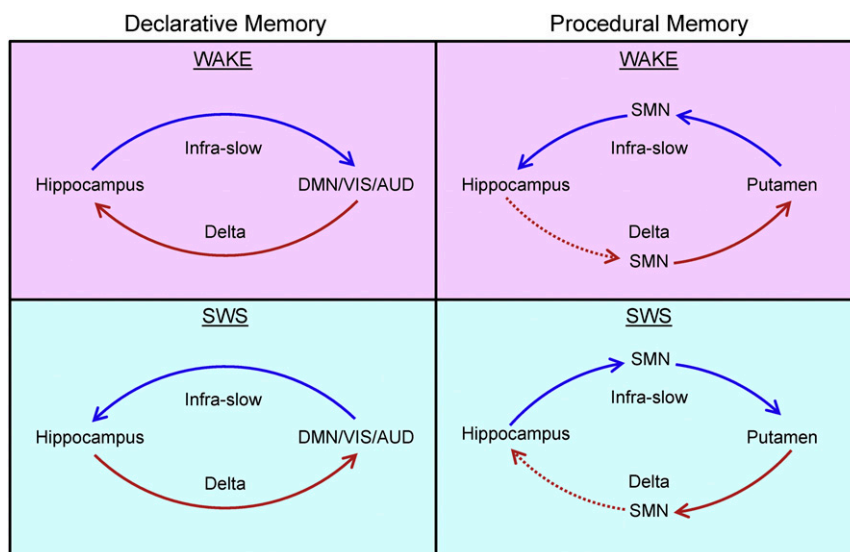 Declarative Memory
Procedural Memory
WAKE
Infra-slow
Hippocampus
DMN/VIS/AUD
Delta
WAKE
SMN
Infra-slow
Hippocampus
Putamen
Delta
SMN
SWS
Infra-slow
Hippocampus
DMN/VIS/AUD
Delta
SWS
SMN
Infra-slow
Hippocampus
Putamen
Delta
SMN